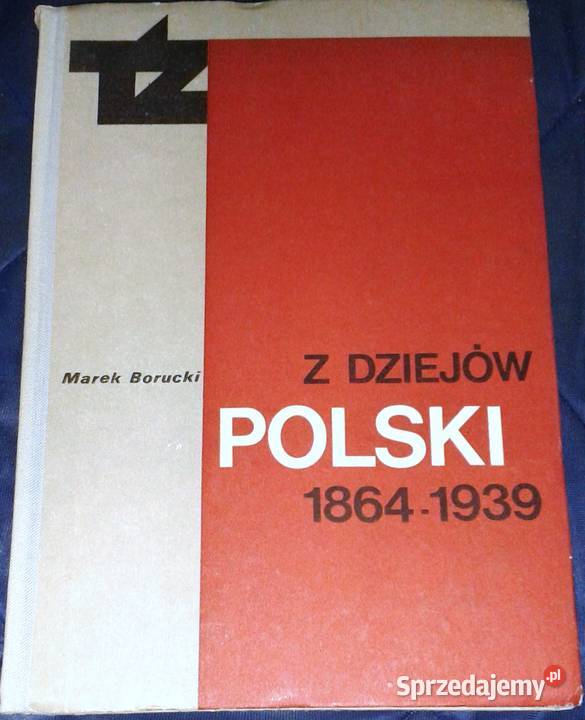 TZ
Marek Borucki
Z DZIEJÓW
POLSKI
1864-1939
Sprzedajemy.pl